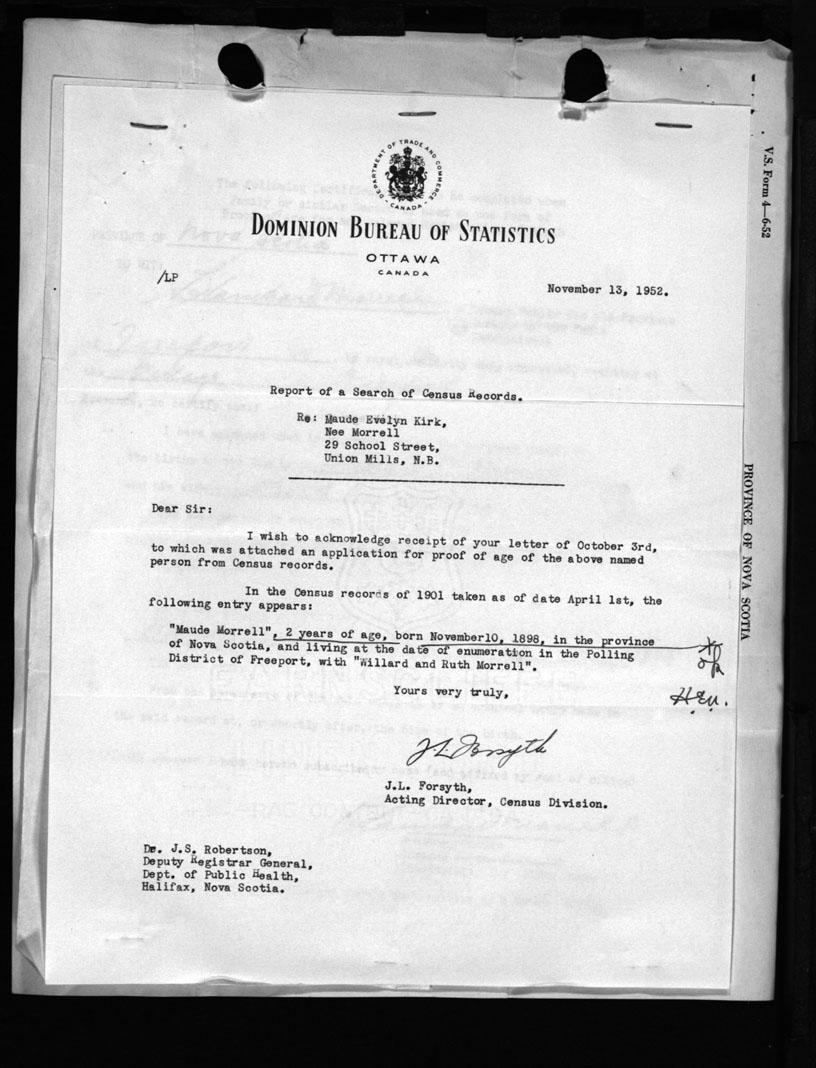 V.S. Form 4—6-52
DEPARTMENT OF TRADE AND COMMERCE
CANADA
DOMINION BUREAU OF STATISTICS
OTTAWA
CANADA
/LP
November 13, 1952.
Report of a Search of Census Records.
Re: Maude Evelyn Kirk,
Nee Morrell
29 School Street,
Union Mills, N.B.
PROVINCE OF NOVA SCOTIA
Dear Sir:
I wish to acknowledge receipt of your letter of October 3rd,
to which was attached an application for proof of age of the above named
person from Census records.
In the Census records of 1901 taken as of date April 1st, the
following entry appears:
"Maude Morrell", 2 years of age, born November10, 1898, in the province
of Nova Scotia, and living at the date of enumeration in the Polling
District of Freeport, with "Willard and Ruth Morrell".
Yours very truly,
J L Forsyth
J.L. Forsyth,
Acting Director, Census Division.
Dr. J.S. Robertson,
Deputy Registrar General,
Dept. of Public Health,
Halifax, Nova Scotia.